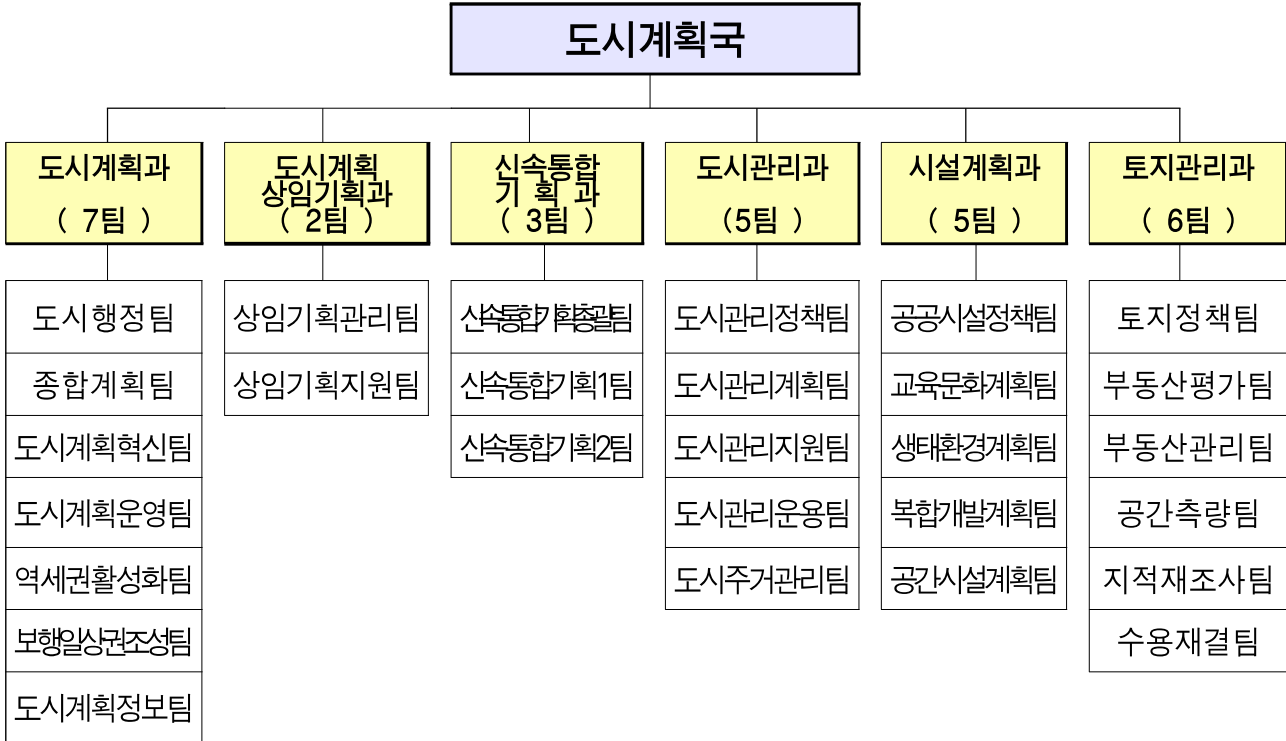 도시계획국
도시계획과
( 7팀 )
도시행정팀
종합계획팀
도시계획혁신팀
도시계획운영팀
역세권활성화팀
보행일상권조성팀
도시계획정보팀
도시계획
상임기획과
( 2팀 )
상임기획관리팀
상임기획지원팀
신속통합
기 획 과
( 3팀 )
신속통합기획총괄팀
신속통합기획1팀
신속통합기획2팀
도시관리과
(5팀 )
도시관리정책팀
도시관리계획팀
도시관리지원팀
도시관리운용팀
도시주거관리팀
시설계획과
( 5팀 )
공공시설정책팀
교육문화계획팀
생태환경계획팀
복합개발계획팀
공간시설계획팀
토지관리과
( 6팀 )
토지정책팀
부동산평가팀
부동산관리팀
공간측량팀
지적재조사팀
수용재결팀